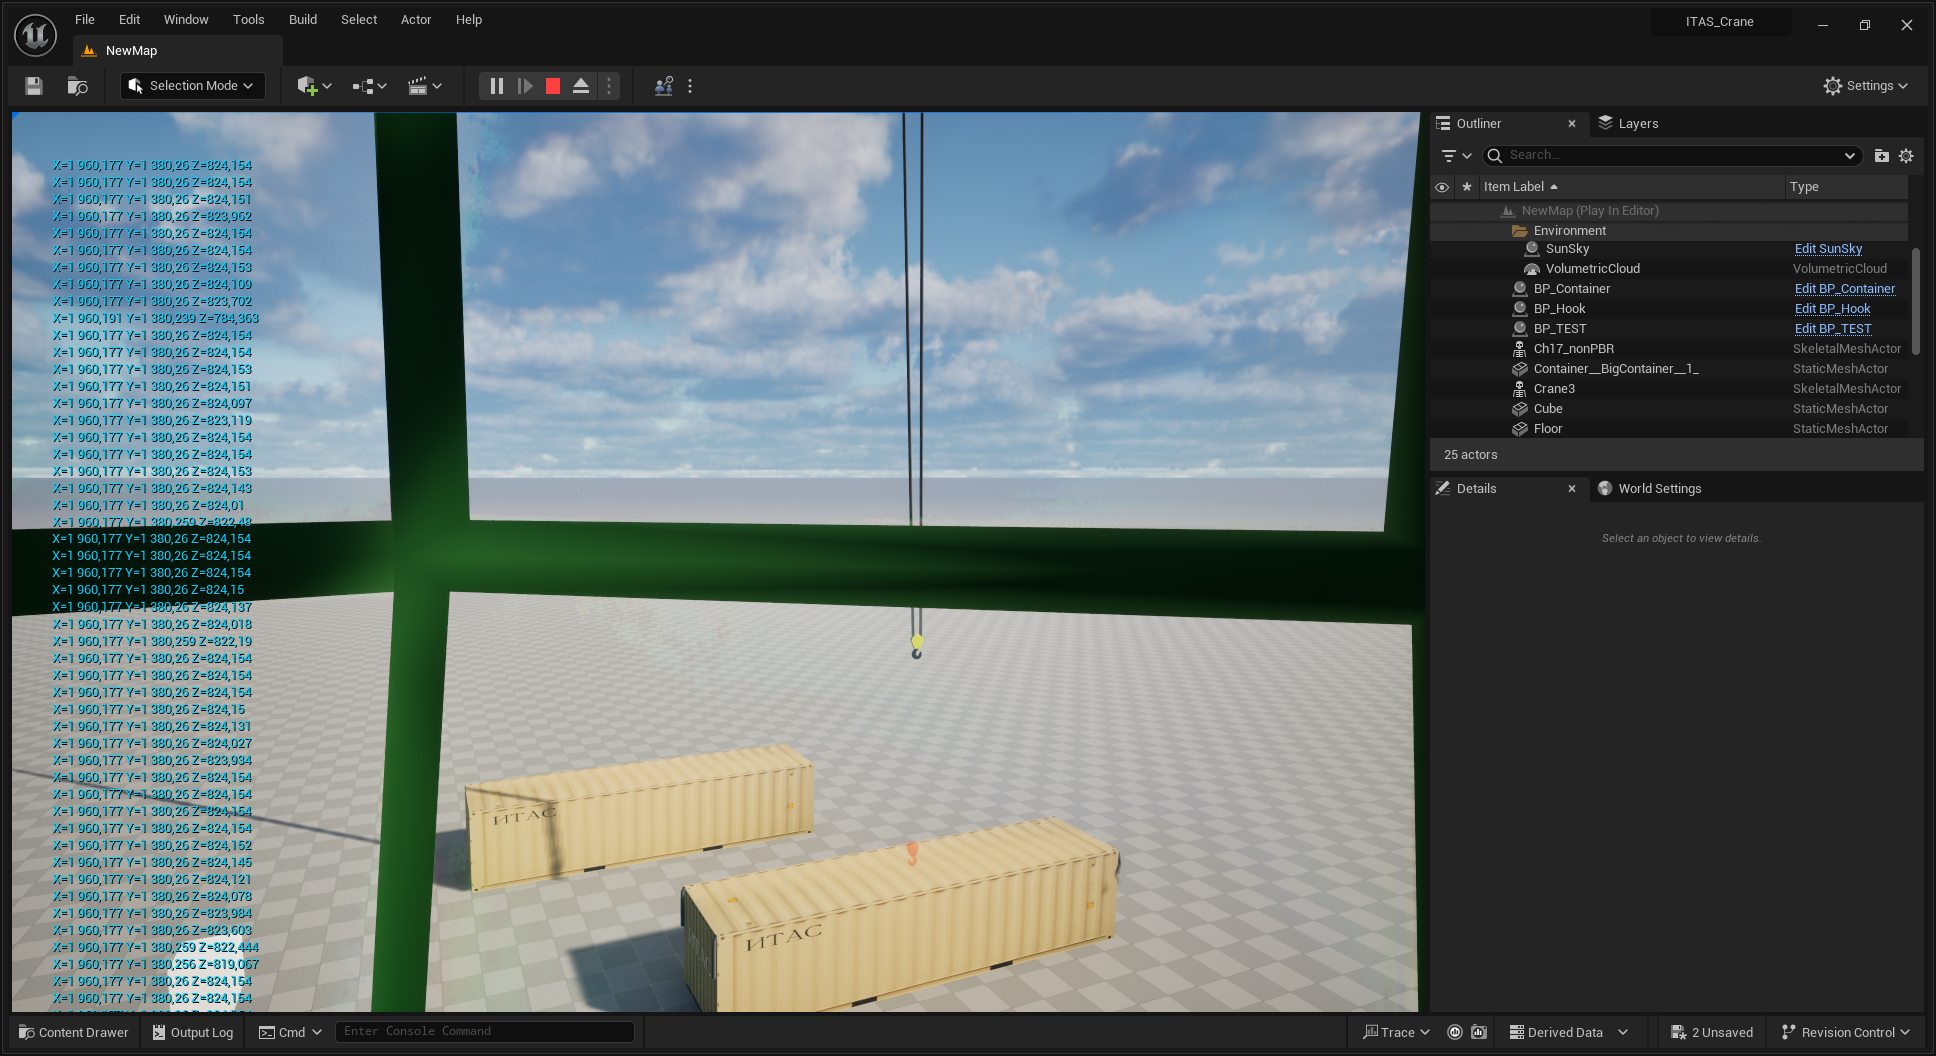 File Edit Window Tools Build Select Actor Help
ITAS_Crane
NewMap
Selection Mode
Settings
X=1 960,177 Y=1 380,26 Z=824,154
X=1 960,177 Y=1 380,26 Z=824,154
X=1 960,177 Y=1 380,26 Z=824,151
X=1 960,177 Y=1 380,26 Z=823,962
X=1 960,177 Y=1 380,26 Z=824,154
X=1 960,177 Y=1 380,26 Z=824,154
X=1 960,177 Y=1 380,26 Z=824,153
X=1 960,177 Y=1 380,26 Z=824,109
X=1 960,177 Y=1 380,26 Z=823,702
X=1 960,191 Y=1 380,239 Z=784,363
X=1 960,177 Y=1 380,26 Z=824,154
X=1 960,177 Y=1 380,26 Z=824,154
X=1 960,177 Y=1 380,26 Z=824,153
X=1 960,177 Y=1 380,26 Z=824,151
X=1 960,177 Y=1 380,26 Z=824,097
X=1 960,177 Y=1 380,26 Z=823,119
X=1 960,177 Y=1 380,26 Z=824,154
X=1 960,177 Y=1 380,26 Z=824,154
X=1 960,177 Y=1 380,26 Z=824,153
X=1 960,177 Y=1 380,26 Z=824,143
X=1 960,177 Y=1 380,26 Z=824,01
X=1 960,177 Y=1 380,259 Z=822,48
X=1 960,177 Y=1 380,26 Z=824,154
X=1 960,177 Y=1 380,26 Z=824,154
X=1 960,177 Y=1 380,26 Z=824,154
X=1 960,177 Y=1 380,26 Z=824,15
X=1 960,177 Y=1 380,26 Z=824,137
X=1 960,177 Y=1 380,26 Z=824,018
X=1 960,177 Y=1 380,259 Z=822,19
X=1 960,177 Y=1 380,26 Z=824,154
X=1 960,177 Y=1 380,26 Z=824,154
X=1 960,177 Y=1 380,26 Z=824,154
X=1 960,177 Y=1 380,26 Z=824,15
X=1 960,177 Y=1 380,26 Z=824,131
X=1 960,177 Y=1 380,26 Z=824,027
X=1 960,177 Y=1 380,26 Z=823,934
X=1 960,177 Y=1 380,26 Z=824,154
X=1 960,177 Y=1 380,26 Z=824,154
X=1 960,177 Y=1 380,26 Z=824,154
X=1 960,177 Y=1 380,26 Z=824,154
X=1 960,177 Y=1 380,26 Z=824,152
X=1 960,177 Y=1 380,26 Z=824,145
X=1 960,177 Y=1 380,26 Z=824,121
X=1 960,177 Y=1 380,26 Z=824,078
X=1 960,177 Y=1 380,26 Z=823,984
X=1 960,177 Y=1 380,26 Z=823,603
X=1 960,177 Y=1 380,259 Z=822,444
X=1 960,177 Y=1 380,256 Z=819,067
X=1 960,177 Y=1 380,26 Z=824,154
X=1 960,177 Y=1 380,26 Z=824,154
ИТАС
ИТАС
Outliner Layers
Search...
Item Label Type
NewMap (Play In Editor)
Environment
SunSky Edit SunSky
VolumetricCloud VolumetricCloud
BP_Container Edit BP_Container
BP_Hook Edit BP_Hook
BP_TEST Edit BP_TEST
Ch17_nonPBR SkeletalMeshActor
Container__BigContainer__1_ StaticMeshActor
Crane3 SkeletalMeshActor
Cube StaticMeshActor
Floor StaticMeshActor
25 actors
Details World Settings
Select an object to view details.
Content Drawer Output Log Cmd Enter Console Command Trace Derived Data 2 Unsaved Revision Control